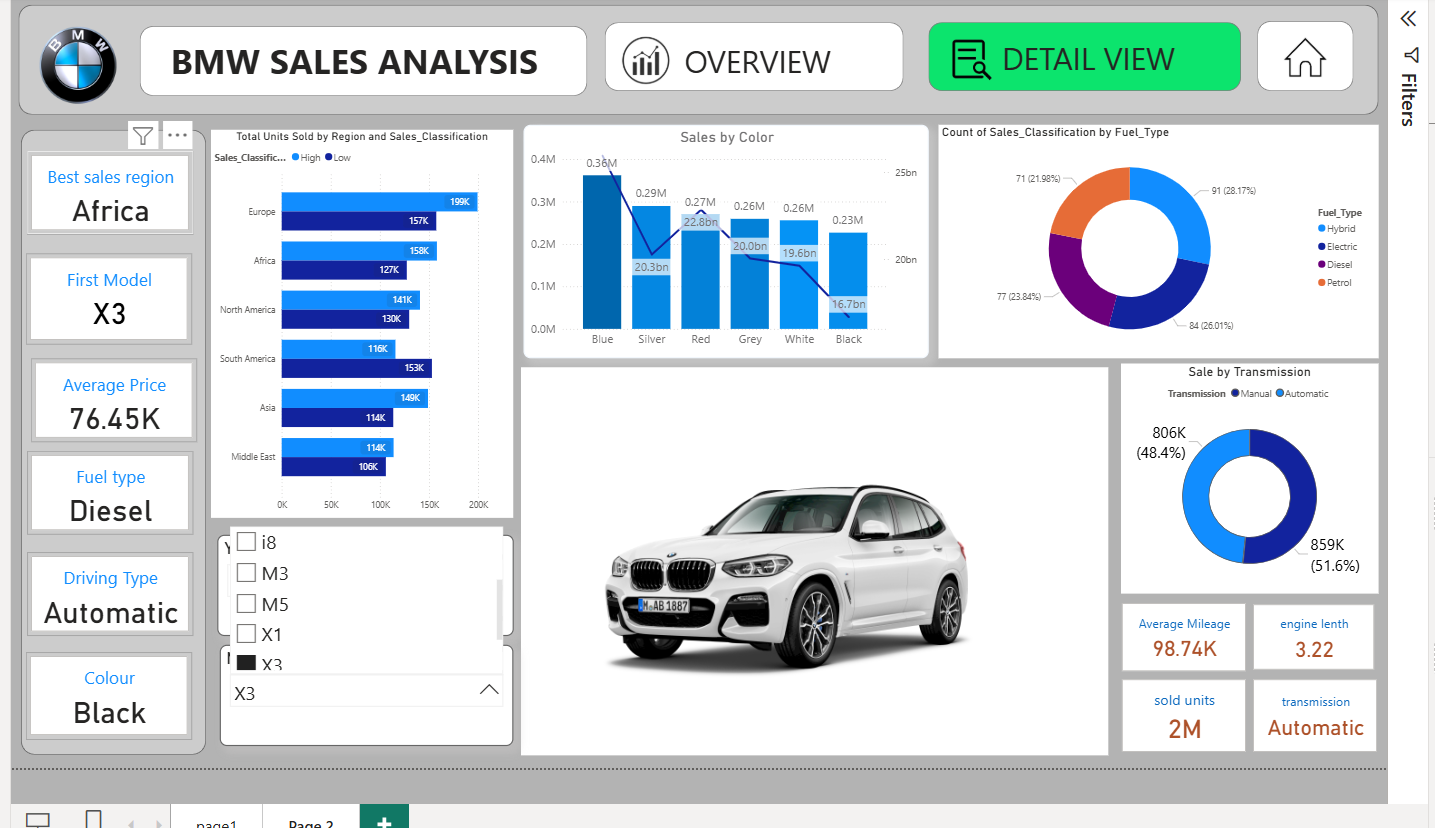 BMW
BMW SALES ANALYSIS
OVERVIEW
DETAIL VIEW
Filters
Best sales region
Africa
First Model
X3
Average Price
76.45K
Fuel type
Diesel
Driving Type
Automatic
Colour
Black
Total Units Sold by Region and Sales_Classification
Sales_Classific... High Low
Europe 199K
157K
Africa 158K
127K
North America 141K
130K
South America 116K
153K
Asia 149K
114K
Middle East 114K
106K
0K 50K 100K 150K 200K
i8
M3
M5
X1
X3
X3
Sales by Color
0.4M 0.3M 0.2M 0.1M 0.0M
0.36M 0.29M 0.27M 0.26M 0.26M 0.23M
20.3bn 22.8bn 20.0bn 19.6bn 16.7bn
25bn 20bn
Blue Silver Red Grey White Black
Count of Sales_Classification by Fuel_Type
71 (21.98%)
91 (28.17%)
77 (23.84%)
84 (26.01%)
Fuel_Type
Hybrid
Electric
Diesel
Petrol
M AB 1887
Sale by Transmission
Transmission Manual Automatic
806K
(48.4%)
859K
(51.6%)
Average Mileage
98.74K
engine lenth
3.22
sold units
2M
transmission
Automatic
page1
Page 2